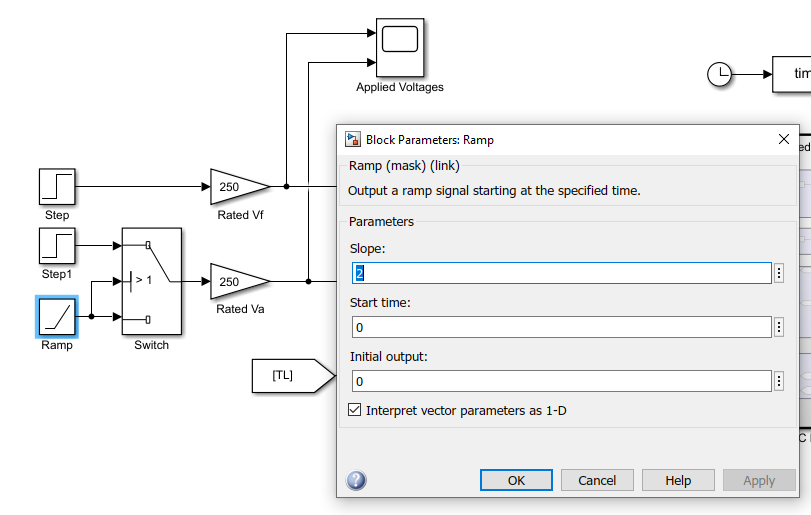 Applied Voltages
tim
Block Parameters: Ramp
ed
Ramp (mask) (link)
Output a ramp signal starting at the specified time.
Step
250
Rated Vf
Parameters
Slope:
2
Step1
> 1
250
Rated Va
Start time:
0
Ramp
Switch
Initial output:
[TL]
0
Interpret vector parameters as 1-D
C
OK
Cancel
Help
Apply